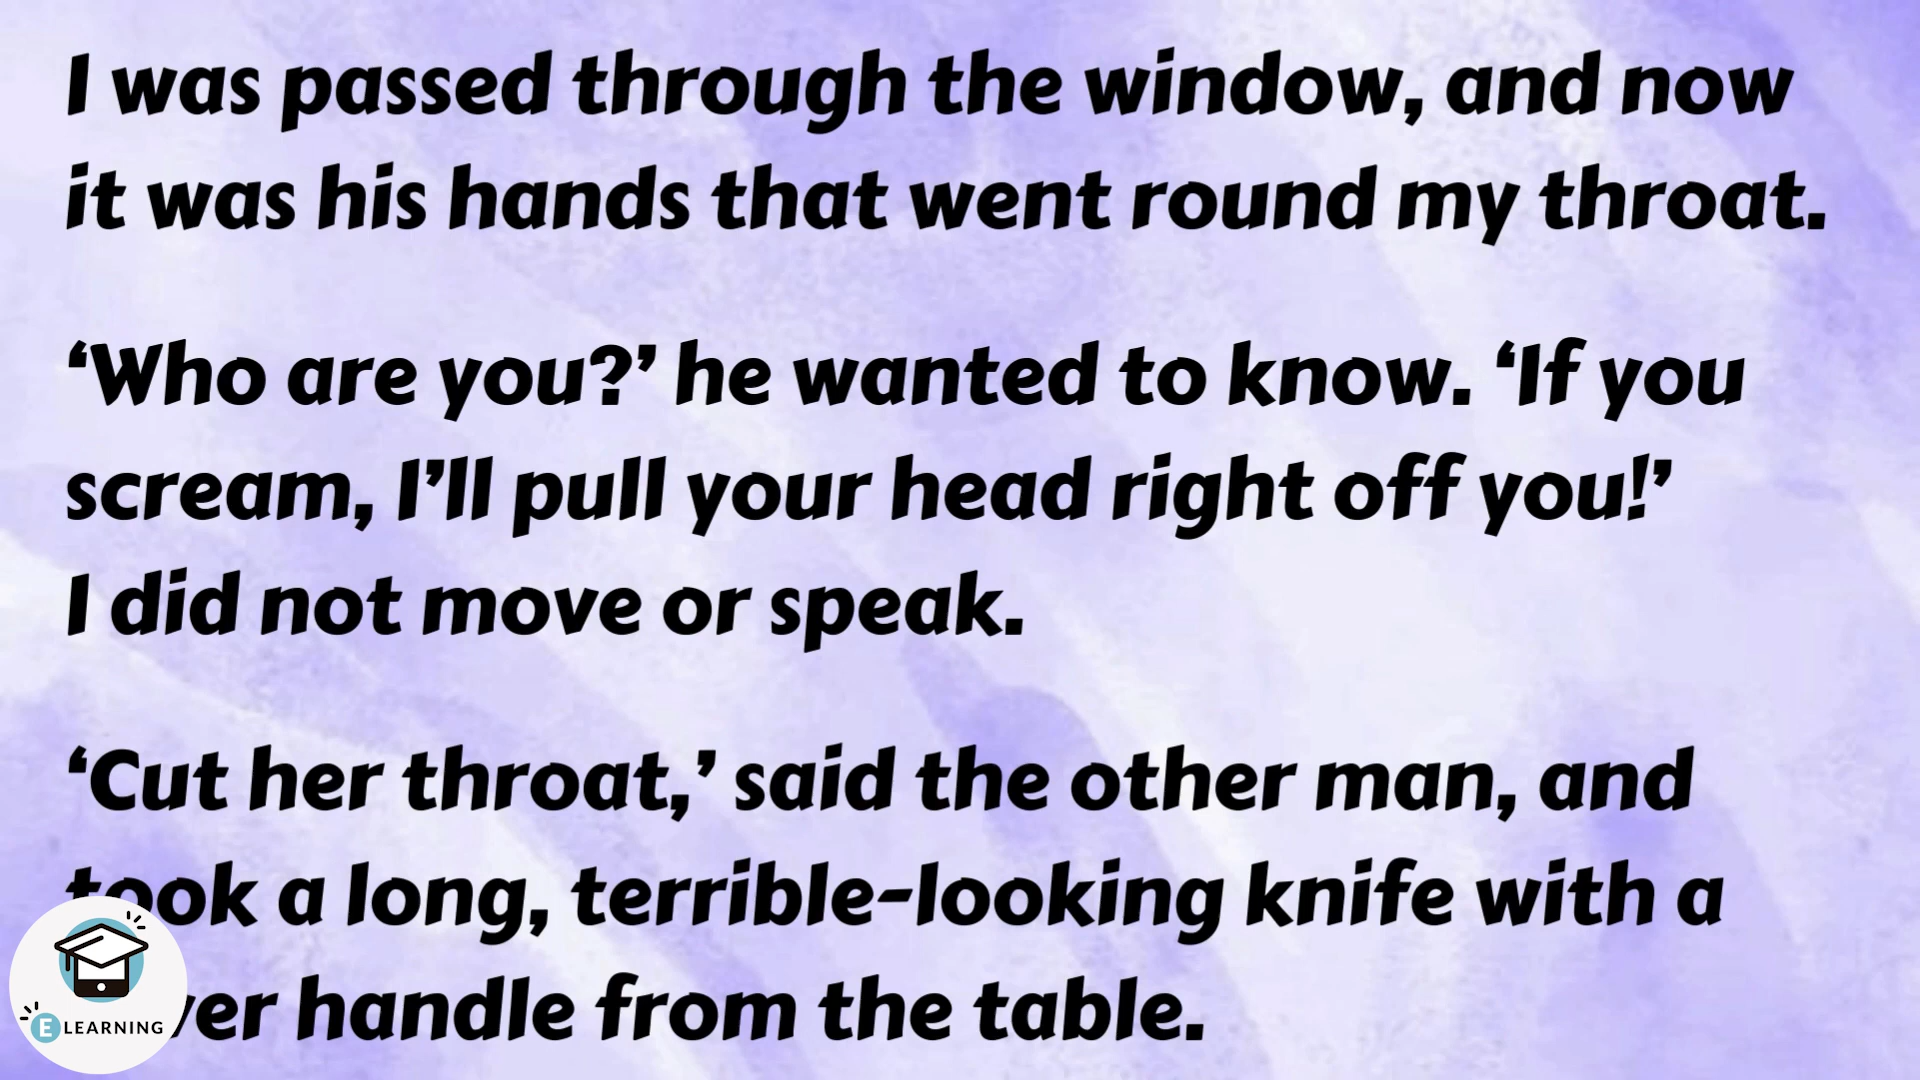 I was passed through the window, and now
it was his hands that went round my throat.
‘Who are you?’ he wanted to know. ‘If you
scream, I’ll pull your head right off you!’
I did not move or speak.
‘Cut her throat,’ said the other man, and
took a long, terrible-looking knife with a
handle from the table.
E LEARNING